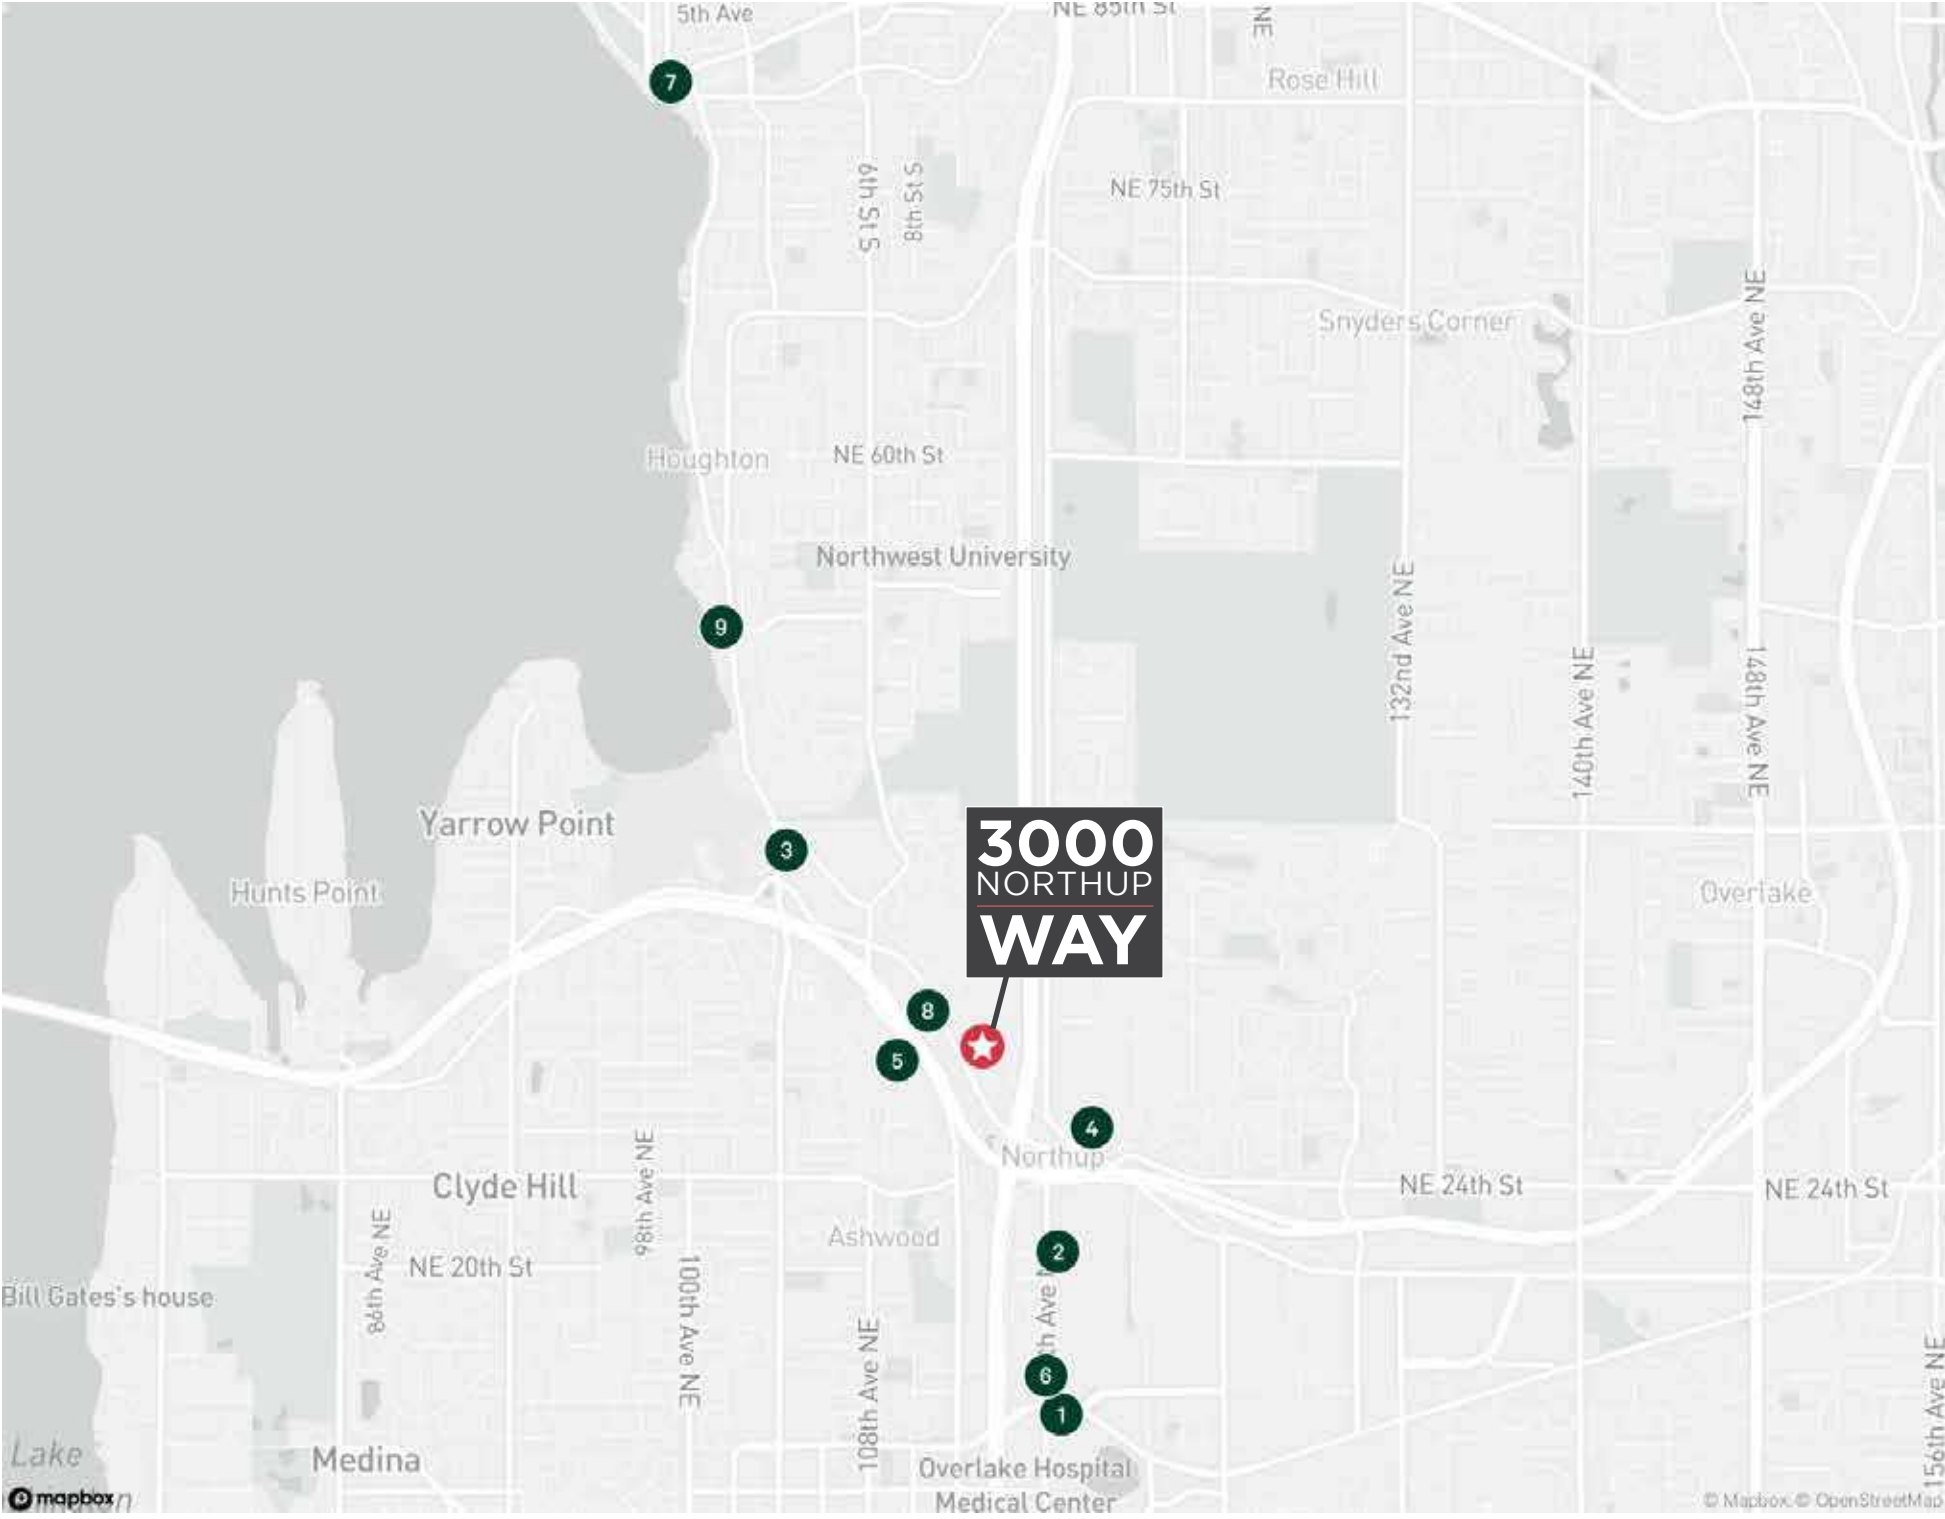 5th Ave
NE 85th St
NE
7
Rose Hill
6th St S
8th St S
NE 75th St
148th Ave NE
Snyders Corner
Houghton
NE 60th St
Northwest University
9
132nd Ave NE
140th Ave NE
148th Ave NE
Yarrow Point
3
3000
NORTHUP
WAY
Hunts Point
Overlake
8
5
4
Northup
98th Ave NE
Clyde Hill
NE 24th St
NE 24th St
86th Ave NE
Ashwood
2
NE 20th St
100th Ave NE
th Ave N
Bill Gates's house
108th Ave NE
156th Ave NE
6
1
Lake
Medina
Overlake Hospital
Medical Center
mapbox
© Mapbox © OpenStreetMap